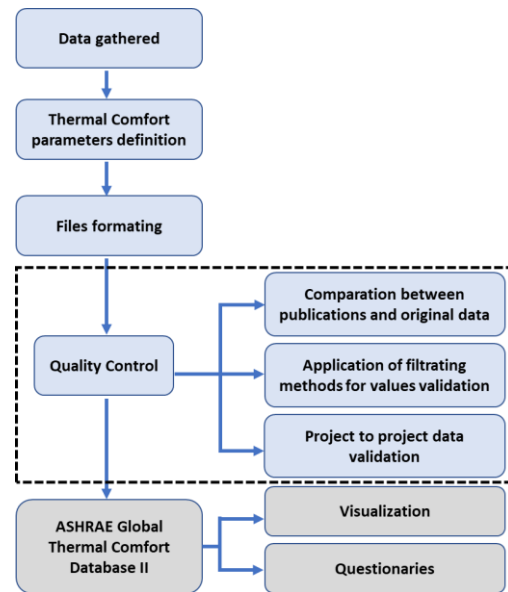 Data gathered
Thermal Comfort
parameters definition
Files formating
Quality Control
Comparation between
publications and original data
Application of filtrating
methods for values validation
Project to project data
validation
ASHRAE Global
Thermal Comfort
Database II
Visualization
Questionaries